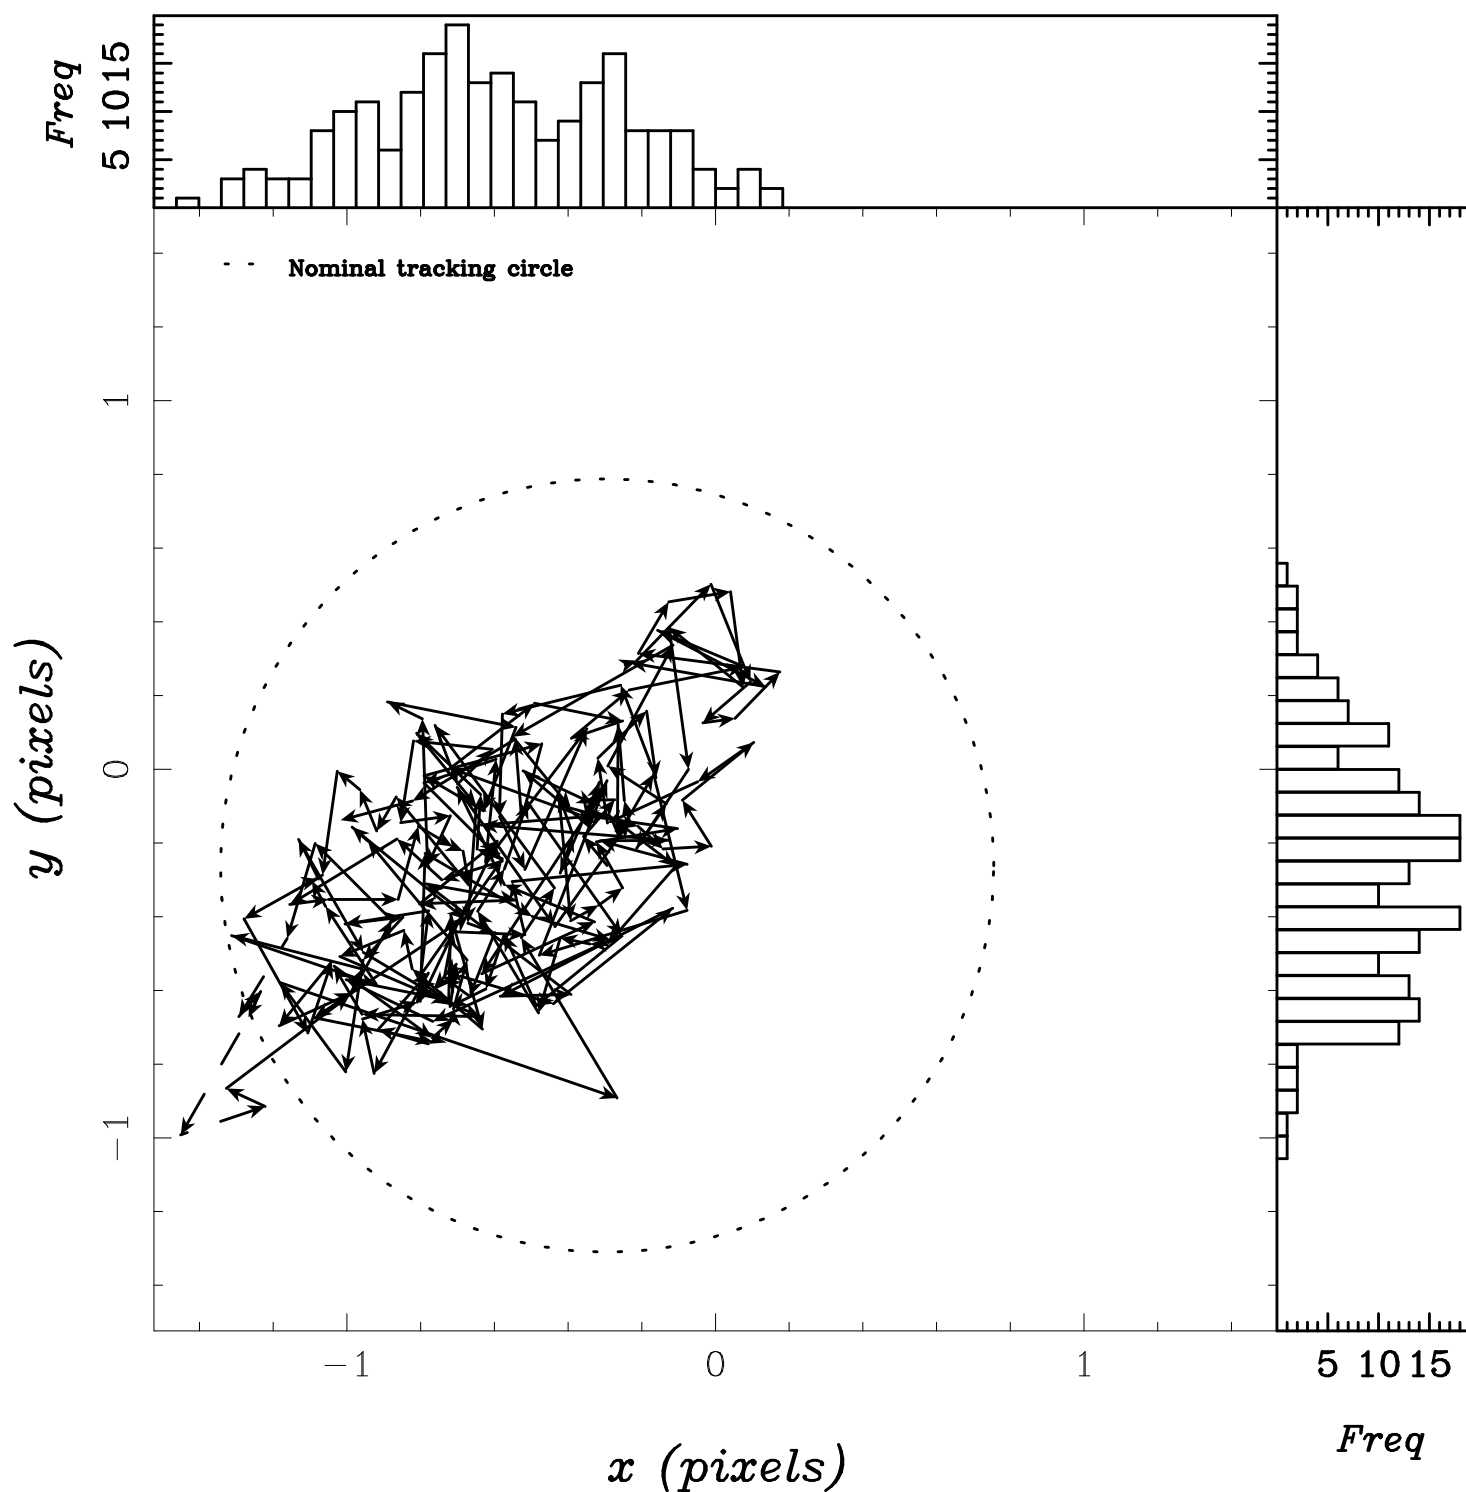 Freq
5 10 15
Nominal tracking circle
1
0
−1
y (pixels)
−1 0 1
x (pixels)
5 10 15
Freq